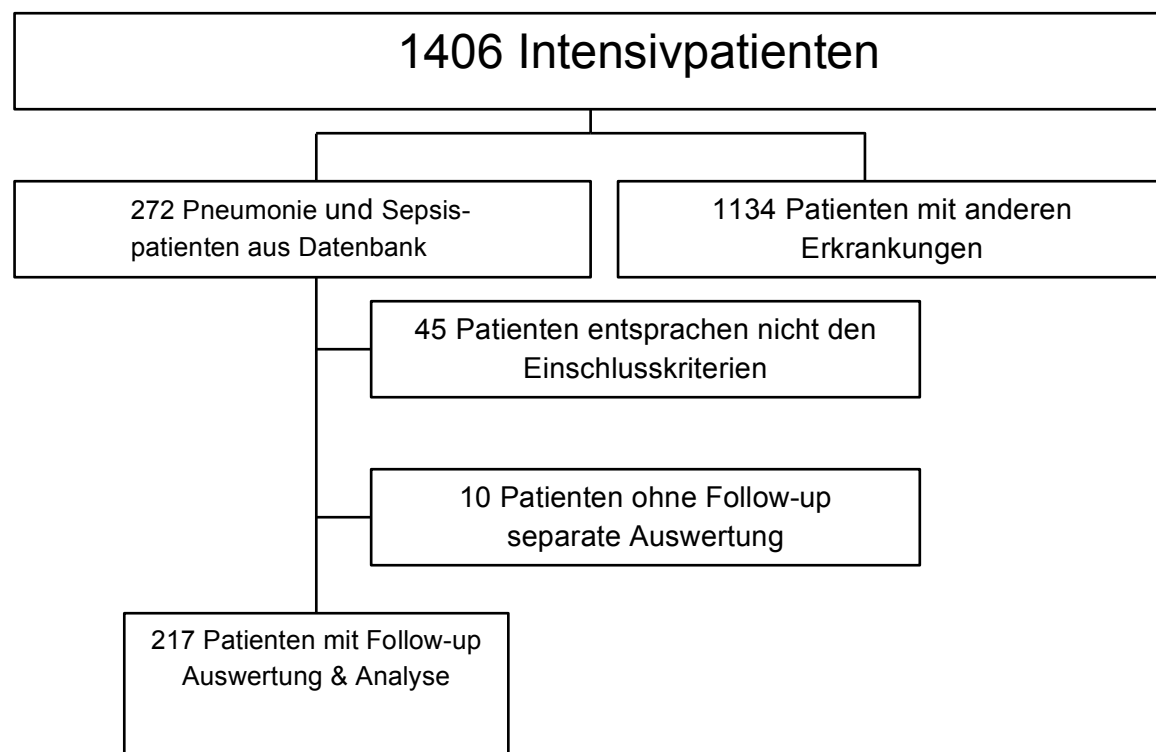 1406 Intensivpatienten
272 Pneumonie und Sepsis-
patienten aus Datenbank
1134 Patienten mit anderen
Erkrankungen
45 Patienten entsprachen nicht den
Einschlusskriterien
10 Patienten ohne Follow-up
separate Auswertung
217 Patienten mit Follow-up
Auswertung & Analyse